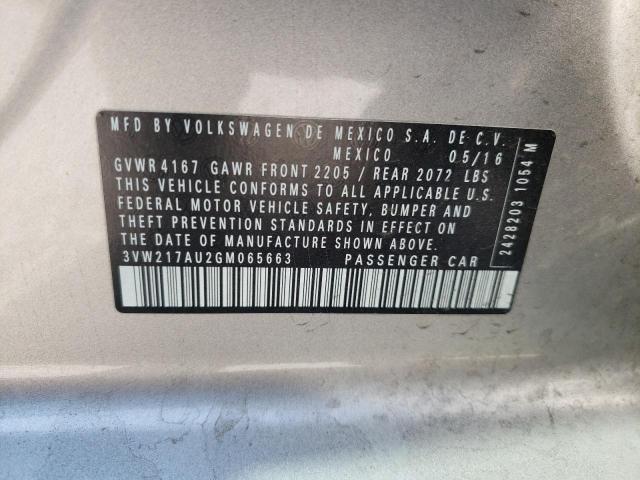 MFD BY VOLKSWAGEN DE MEXICO S.A. DE C.V.
MEXICO 05/16
GVWR 4167 GAWR FRONT 2205 / REAR 2072 LBS
THIS VEHICLE CONFORMS TO ALL APPLICABLE U.S.
FEDERAL MOTOR VEHICLE SAFETY, BUMPER AND
THEFT PREVENTION STANDARDS IN EFFECT ON
THE DATE OF MANUFACTURE SHOWN ABOVE.
3VW217AU2GM065663 PASSENGER CAR
2428203 1054 M